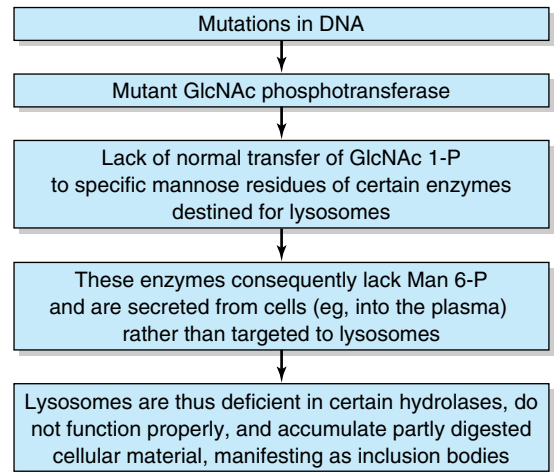 Mutations in DNA
Mutant GlcNAc phosphotransferase
Lack of normal transfer of GlcNAc 1-P
to specific mannose residues of certain enzymes
destined for lysosomes
These enzymes consequently lack Man 6-P
and are secreted from cells (eg, into the plasma)
rather than targeted to lysosomes
Lysosomes are thus deficient in certain hydrolases, do
not function properly, and accumulate partly digested
cellular material, manifesting as inclusion bodies